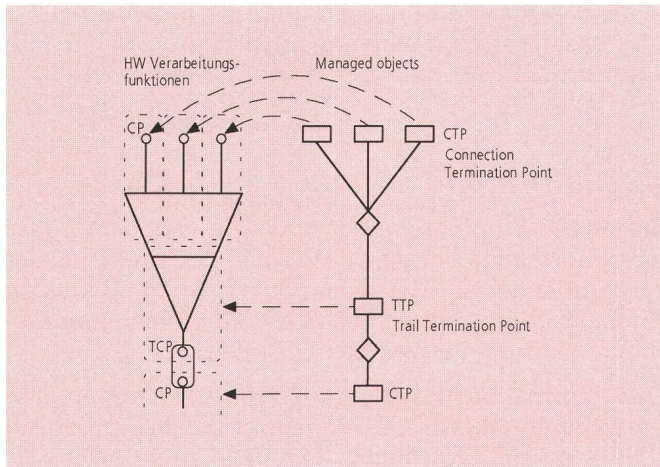 HW Verarbeitungs-
funktionen
Managed objects
CP
CTP
Connection
Termination Point
TTP
Trail Termination Point
TCP
CP
CTP